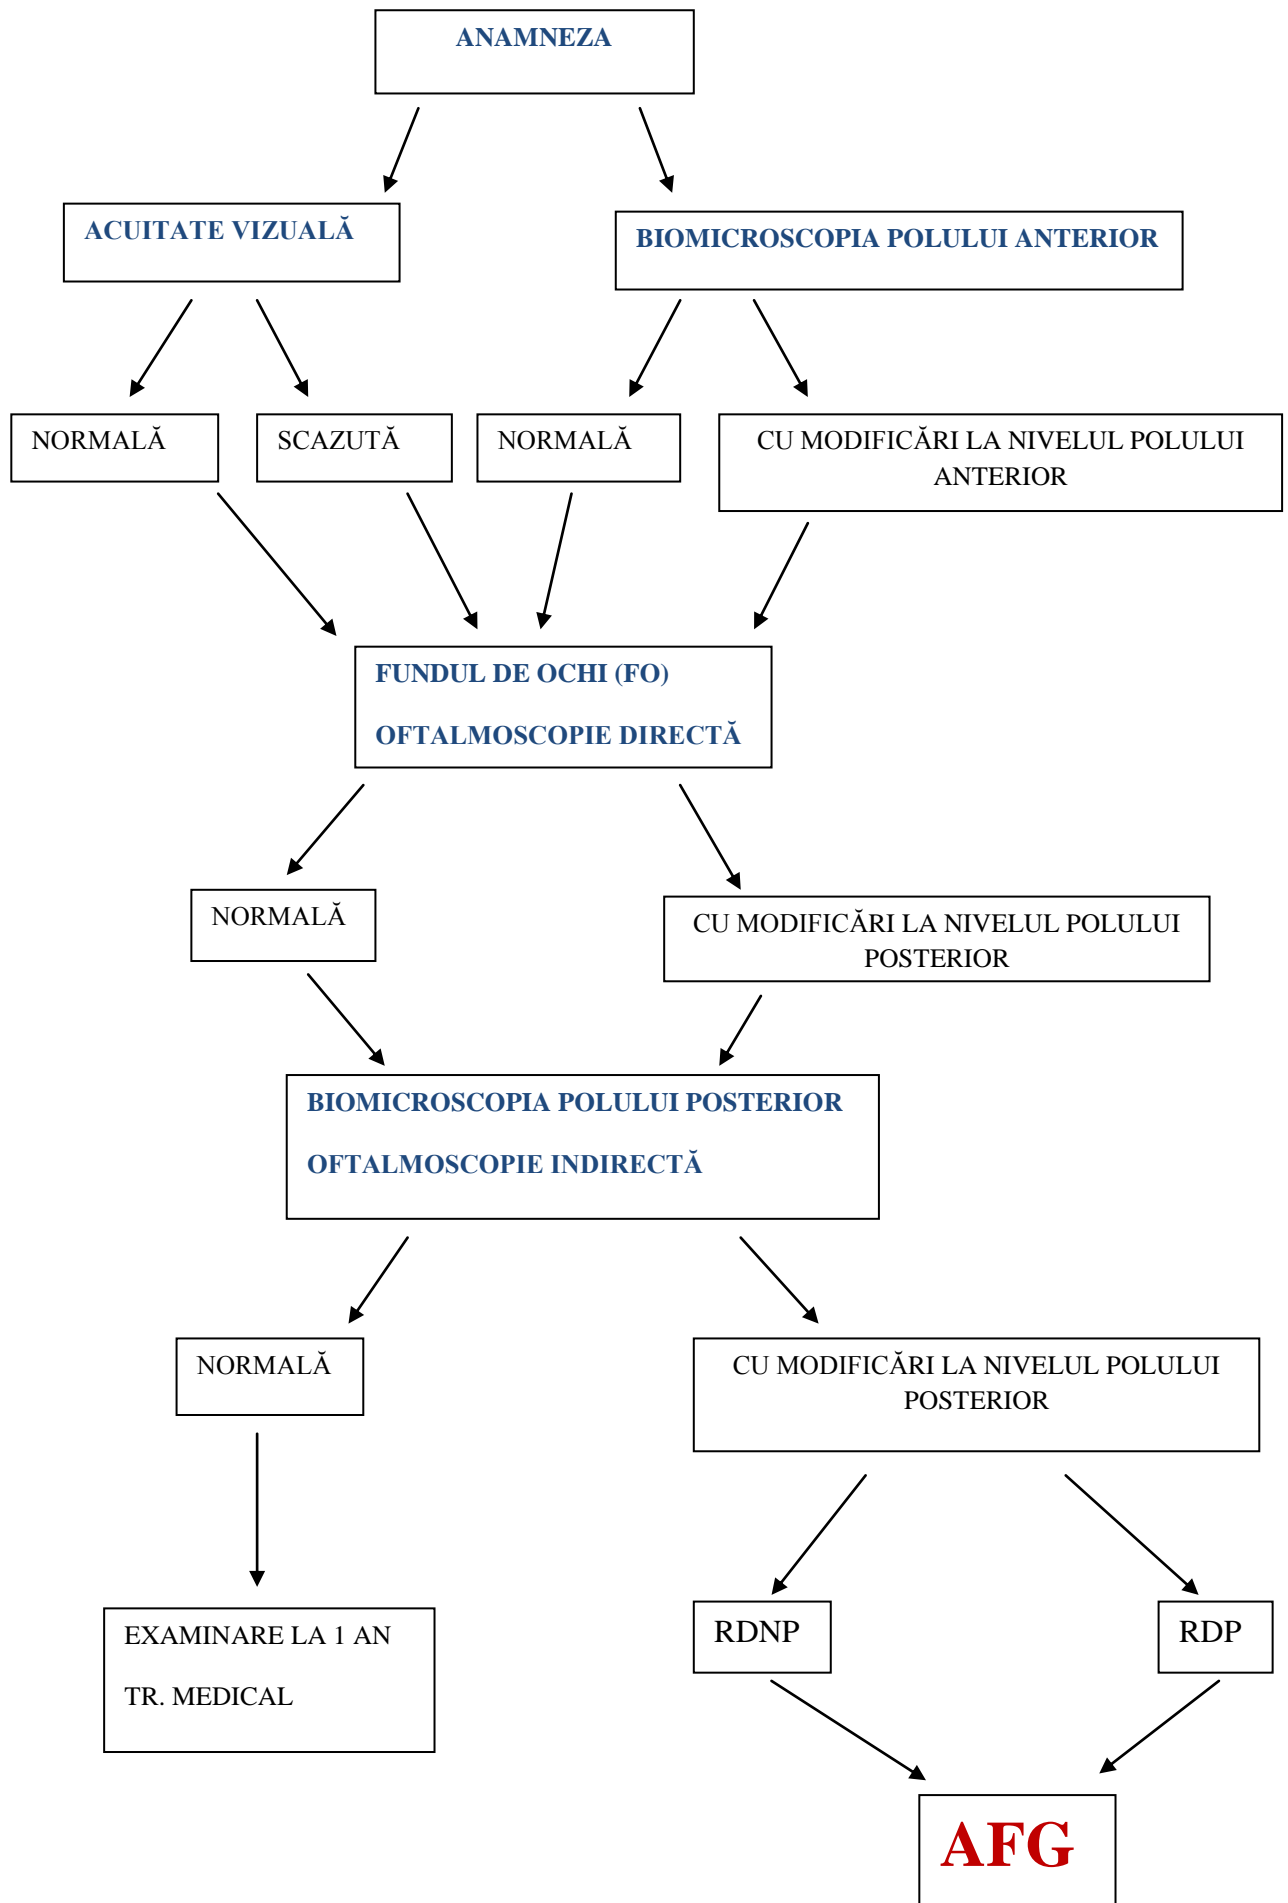 ANAMNEZA
ACUITATE VIZUALĂ
BIOMICROSCOPIA POLULUI ANTERIOR
NORMALĂ
SCAZUTĂ
NORMALĂ
CU MODIFICĂRI LA NIVELUL POLULUI
ANTERIOR
FUNDUL DE OCHI (FO)
OFTALMOSCOPIE DIRECTĂ
NORMALĂ
CU MODIFICĂRI LA NIVELUL POLULUI
POSTERIOR
BIOMICROSCOPIA POLULUI POSTERIOR
OFTALMOSCOPIE INDIRECTĂ
NORMALĂ
CU MODIFICĂRI LA NIVELUL POLULUI
POSTERIOR
EXAMINARE LA 1 AN
TR. MEDICAL
RDNP
RDP
AFG